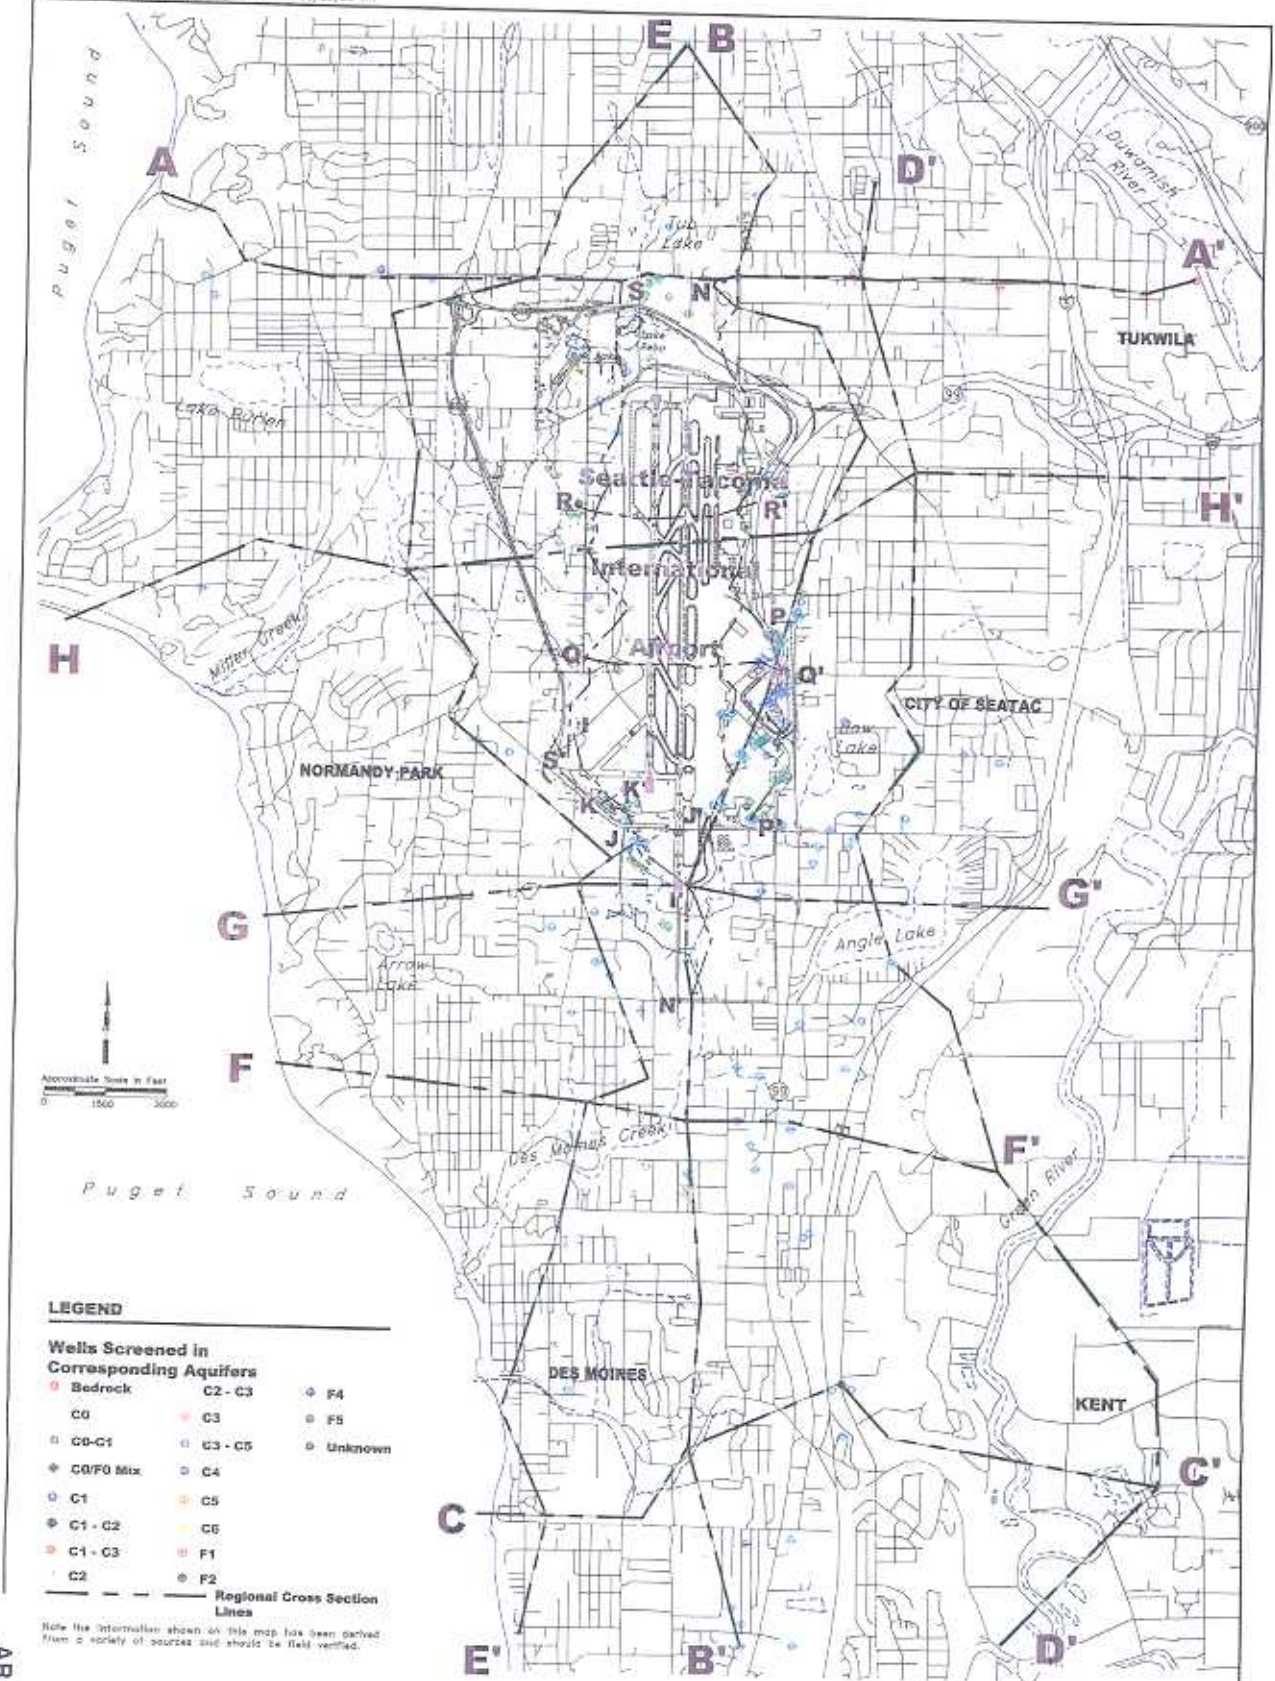 E B
Puget Sound
A
D'
Duwamish
River
Tub
Lake
A'
S
N
TUKWILA
99
Lake Burien
Seattle-Tacoma
R
R'
H'
International
Miller Creek
P
H
Q
Airport
Q'
CITY OF SEATAC
Bow
Lake
NORMANDY PARK
S'
K
K'
J
J'
P'
G
G'
Angle Lake
Arrow
Lake
N'
F
Approximate Scale in Feet
0 1500 3000
99
Des Moines Creek
F'
Green River
Puget Sound
LEGEND
Wells Screened in
Corresponding Aquifers
Bedrock
C0
C0-C1
C0/F0 Mix
C1
C1 - C2
C1 - C3
C2
C2 - C3
C3
C3 - C5
C4
C5
C6
F1
F2
F4
F5
Unknown
Regional Cross Section
Lines
Note the information shown on this map has been derived
from a variety of sources and should be field verified.
DES MOINES
KENT
C
C'
E'
B'
D'
AR